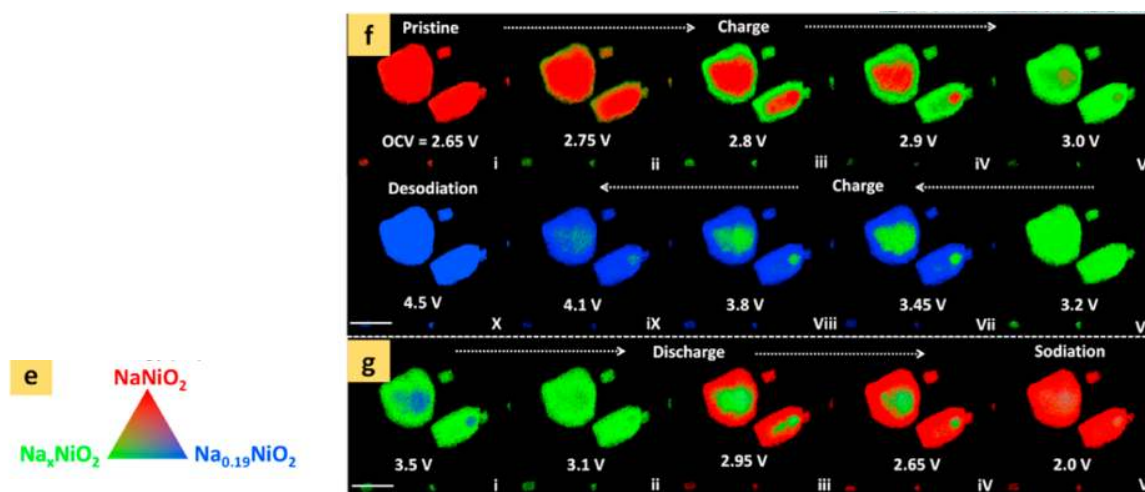 f
Pristine Charge
OCV = 2.65 V 2.75 V 2.8 V 2.9 V 3.0 V
i ii iii iV V
Desodiation Charge
4.5 V 4.1 V 3.8 V 3.45 V 3.2 V
X iX Viii Vii V
g
Discharge Sodiation
3.5 V 3.1 V 2.95 V 2.65 V 2.0 V
i ii iii iV V
e
NaNiO2
NaxNiO2 Na0.19NiO2